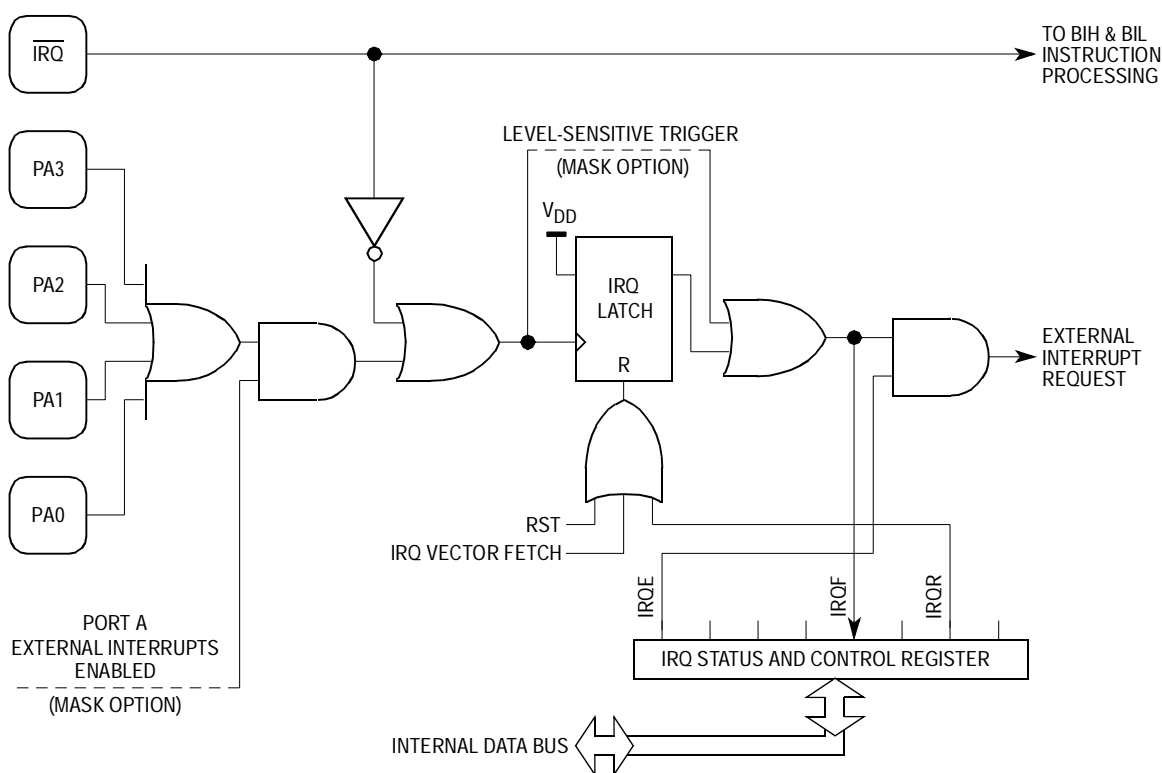 IRQ
TO BIH & BIL
INSTRUCTION
PROCESSING
PA3
LEVEL-SENSITIVE TRIGGER
(MASK OPTION)
VDD
PA2
IRQ
LATCH
R
EXTERNAL
INTERRUPT
REQUEST
PA1
PA0
RST
IRQ VECTOR FETCH
IRQE
IRQF
IRQR
PORT A
EXTERNAL INTERRUPTS
ENABLED
(MASK OPTION)
IRQ STATUS AND CONTROL REGISTER
INTERNAL DATA BUS